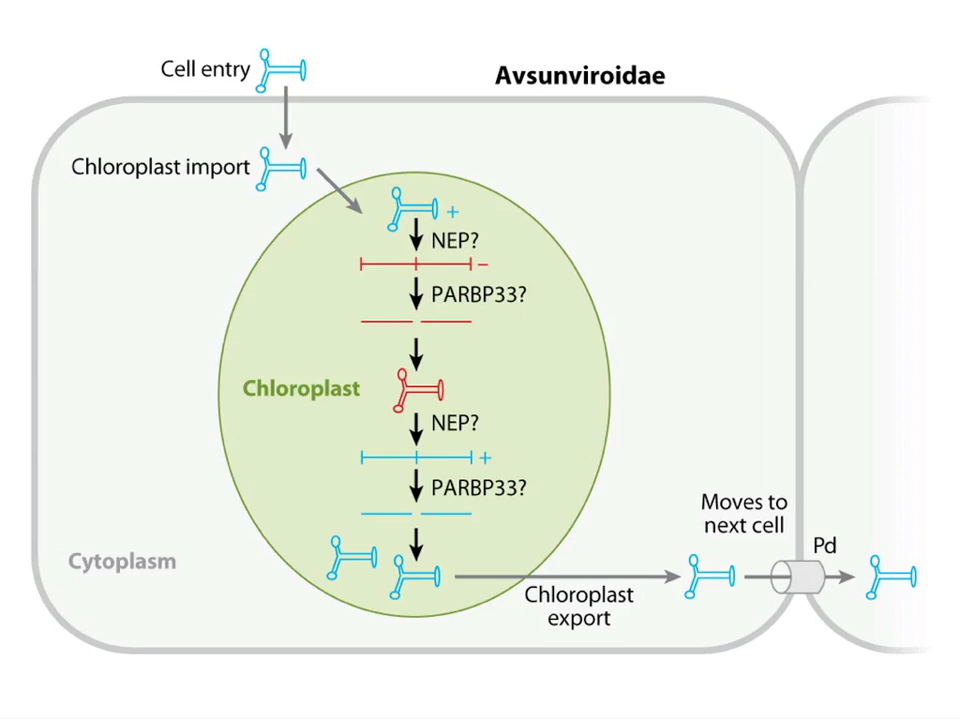 Cell entry
Avsunviroidae
Chloroplast import
+
NEP?
–
PARBP33?
Chloroplast
NEP?
+
PARBP33?
Moves to
next cell
Pd
Cytoplasm
Chloroplast
export